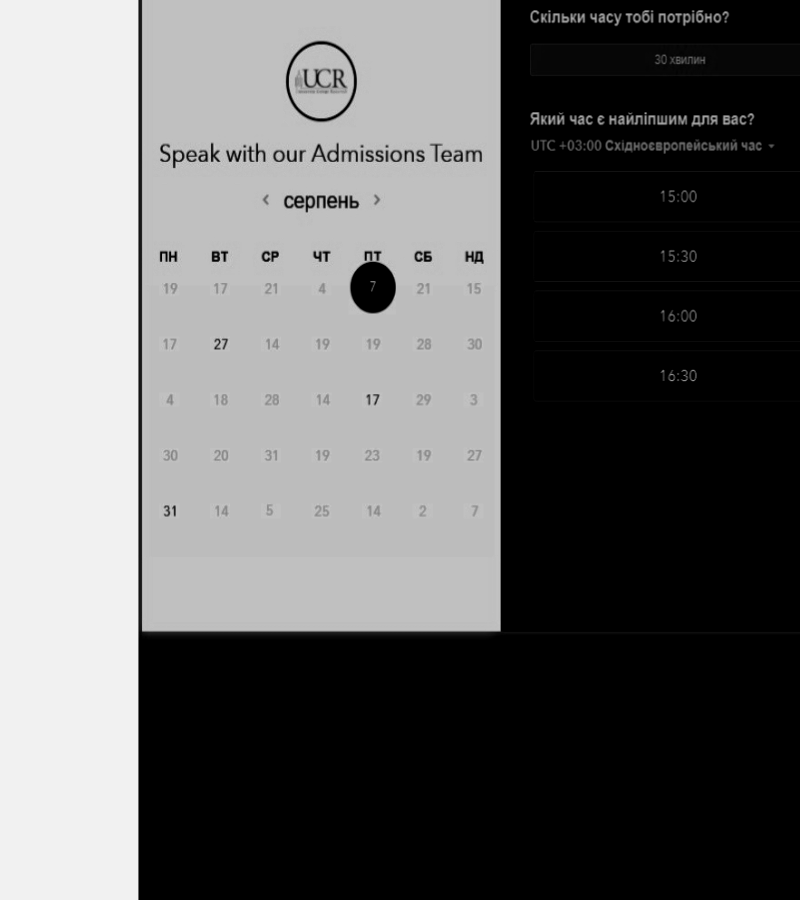 UCR
Speak with our Admissions Team
серпень
ПН ВТ СР ЧТ ПТ СБ НД
19 17 21 4 7 21 15
17 27 14 19 19 28 30
4 18 28 14 17 29 3
30 20 31 19 23 19 27
31 14 5 25 14 2 7
Скільки часу тобі потрібно?
30 хвилин
Який час є найліпшим для вас?
UTC +03:00 Східноєвропейський час
15:00
15:30
16:00
16:30